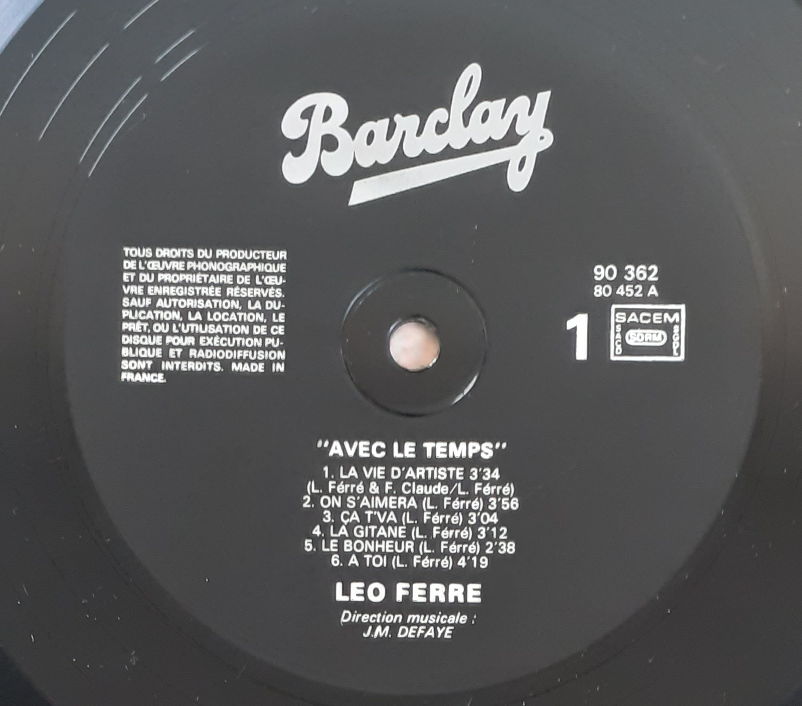 Barclay
TOUS DROITS DU PRODUCTEUR
DE L'ŒUVRE PHONOGRAPHIQUE
ET DU PROPRIÉTAIRE DE L'ŒU-
VRE ENREGISTRÉE RÉSERVÉS.
SAUF AUTORISATION, LA DU-
PLICATION, LA LOCATION, LE
PRÊT, OU L'UTILISATION DE CE
DISQUE POUR EXÉCUTION PU-
BLIQUE ET RADIODIFFUSION
SONT INTERDITS. MADE IN
FRANCE.
90 362
80 452 A
1
SACEM
SACD
SDRM
SGDL
"AVEC LE TEMPS"
1. LA VIE D'ARTISTE 3'34
(L. Férré & F. Claude/L. Férré)
2. ON S'AIMERA (L. Férré) 3'56
3. ÇA T'VA (L. Férré) 3'04
4. LA GITANE (L. Férré) 3'12
5. LE BONHEUR (L. Férré) 2'38
6. A TOI (L. Férré) 4'19
LEO FERRE
Direction musicale :
J.M. DEFAYE